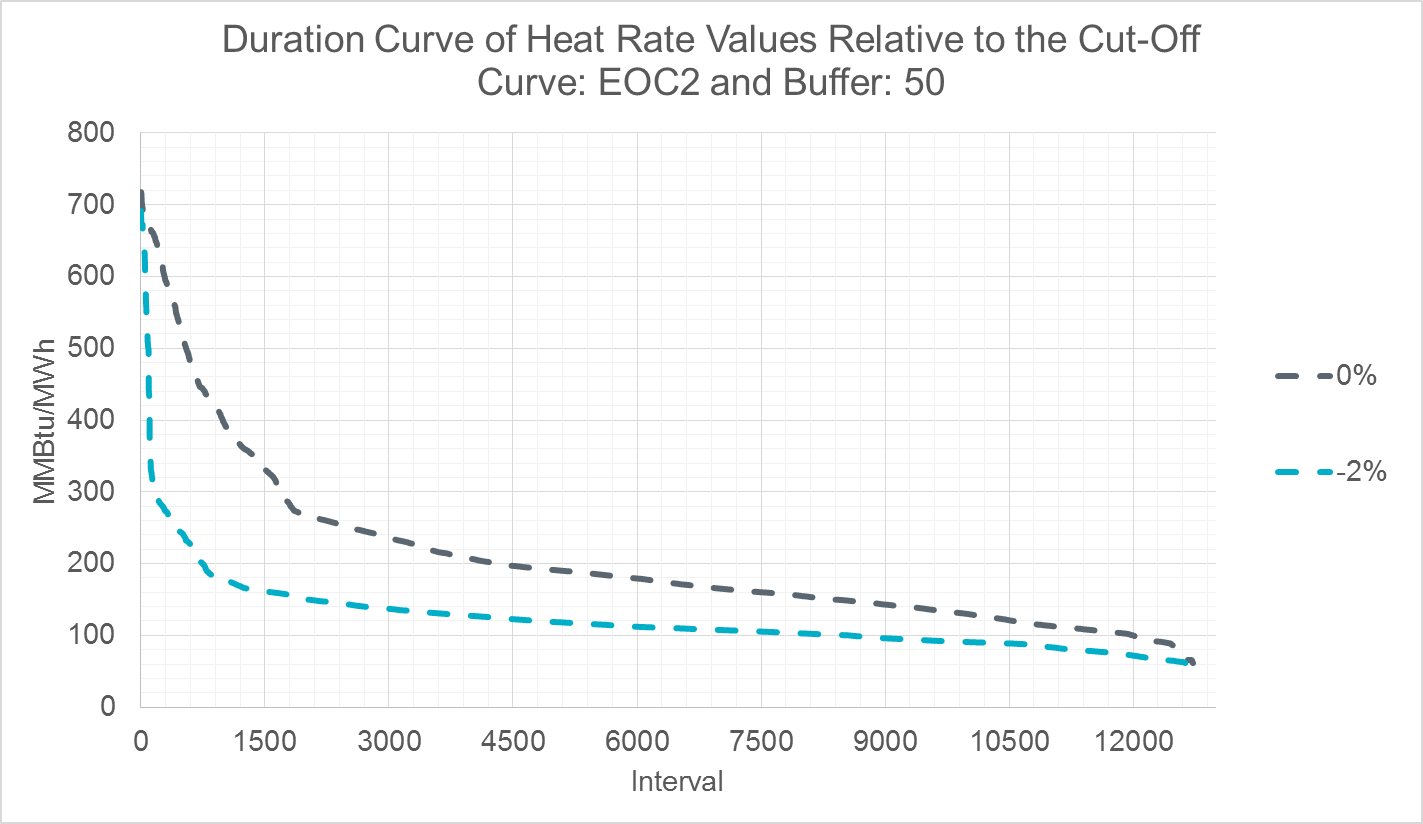 Duration Curve of Heat Rate Values Relative to the Cut-Off
Curve: EOC2 and Buffer: 50
800
700
600
500
400
300
200
100
0
MMBtu/MWh
0 1500 3000 4500 6000 7500 9000 10500 12000
Interval
0%
-2%